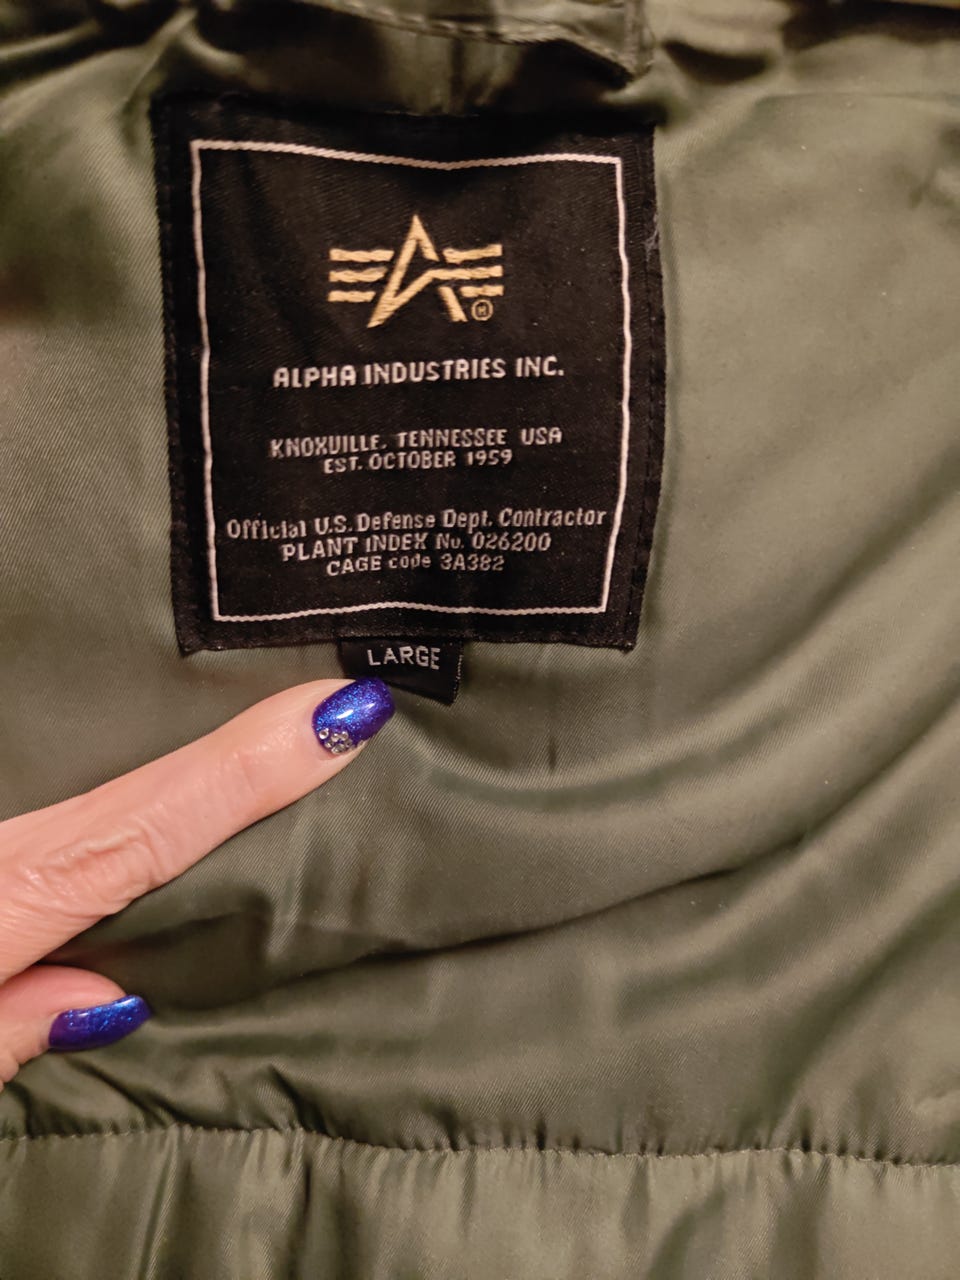 ALPHA INDUSTRIES INC.
KNOXVILLE, TENNESSEE USA
EST. OCTOBER 1959
Official U.S. Defense Dept. Contractor
PLANT INDEX No. 026200
CAGE code 3A382
LARGE